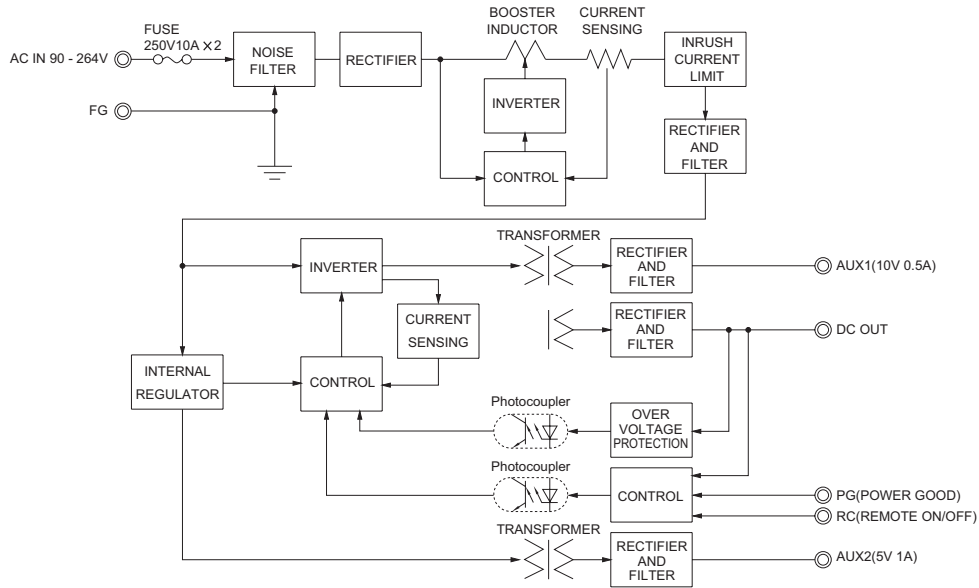 AC IN 90 - 264V
FUSE
250V10A ×2
NOISE
FILTER
RECTIFIER
BOOSTER
INDUCTOR
CURRENT
SENSING
INRUSH
CURRENT
LIMIT
FG
INVERTER
CONTROL
RECTIFIER
AND
FILTER
INVERTER
TRANSFORMER
RECTIFIER
AND
FILTER
AUX1(10V 0.5A)
CURRENT
SENSING
RECTIFIER
AND
FILTER
DC OUT
INTERNAL
REGULATOR
CONTROL
Photocoupler
OVER
VOLTAGE
PROTECTION
Photocoupler
CONTROL
PG(POWER GOOD)
RC(REMOTE ON/OFF)
TRANSFORMER
RECTIFIER
AND
FILTER
AUX2(5V 1A)